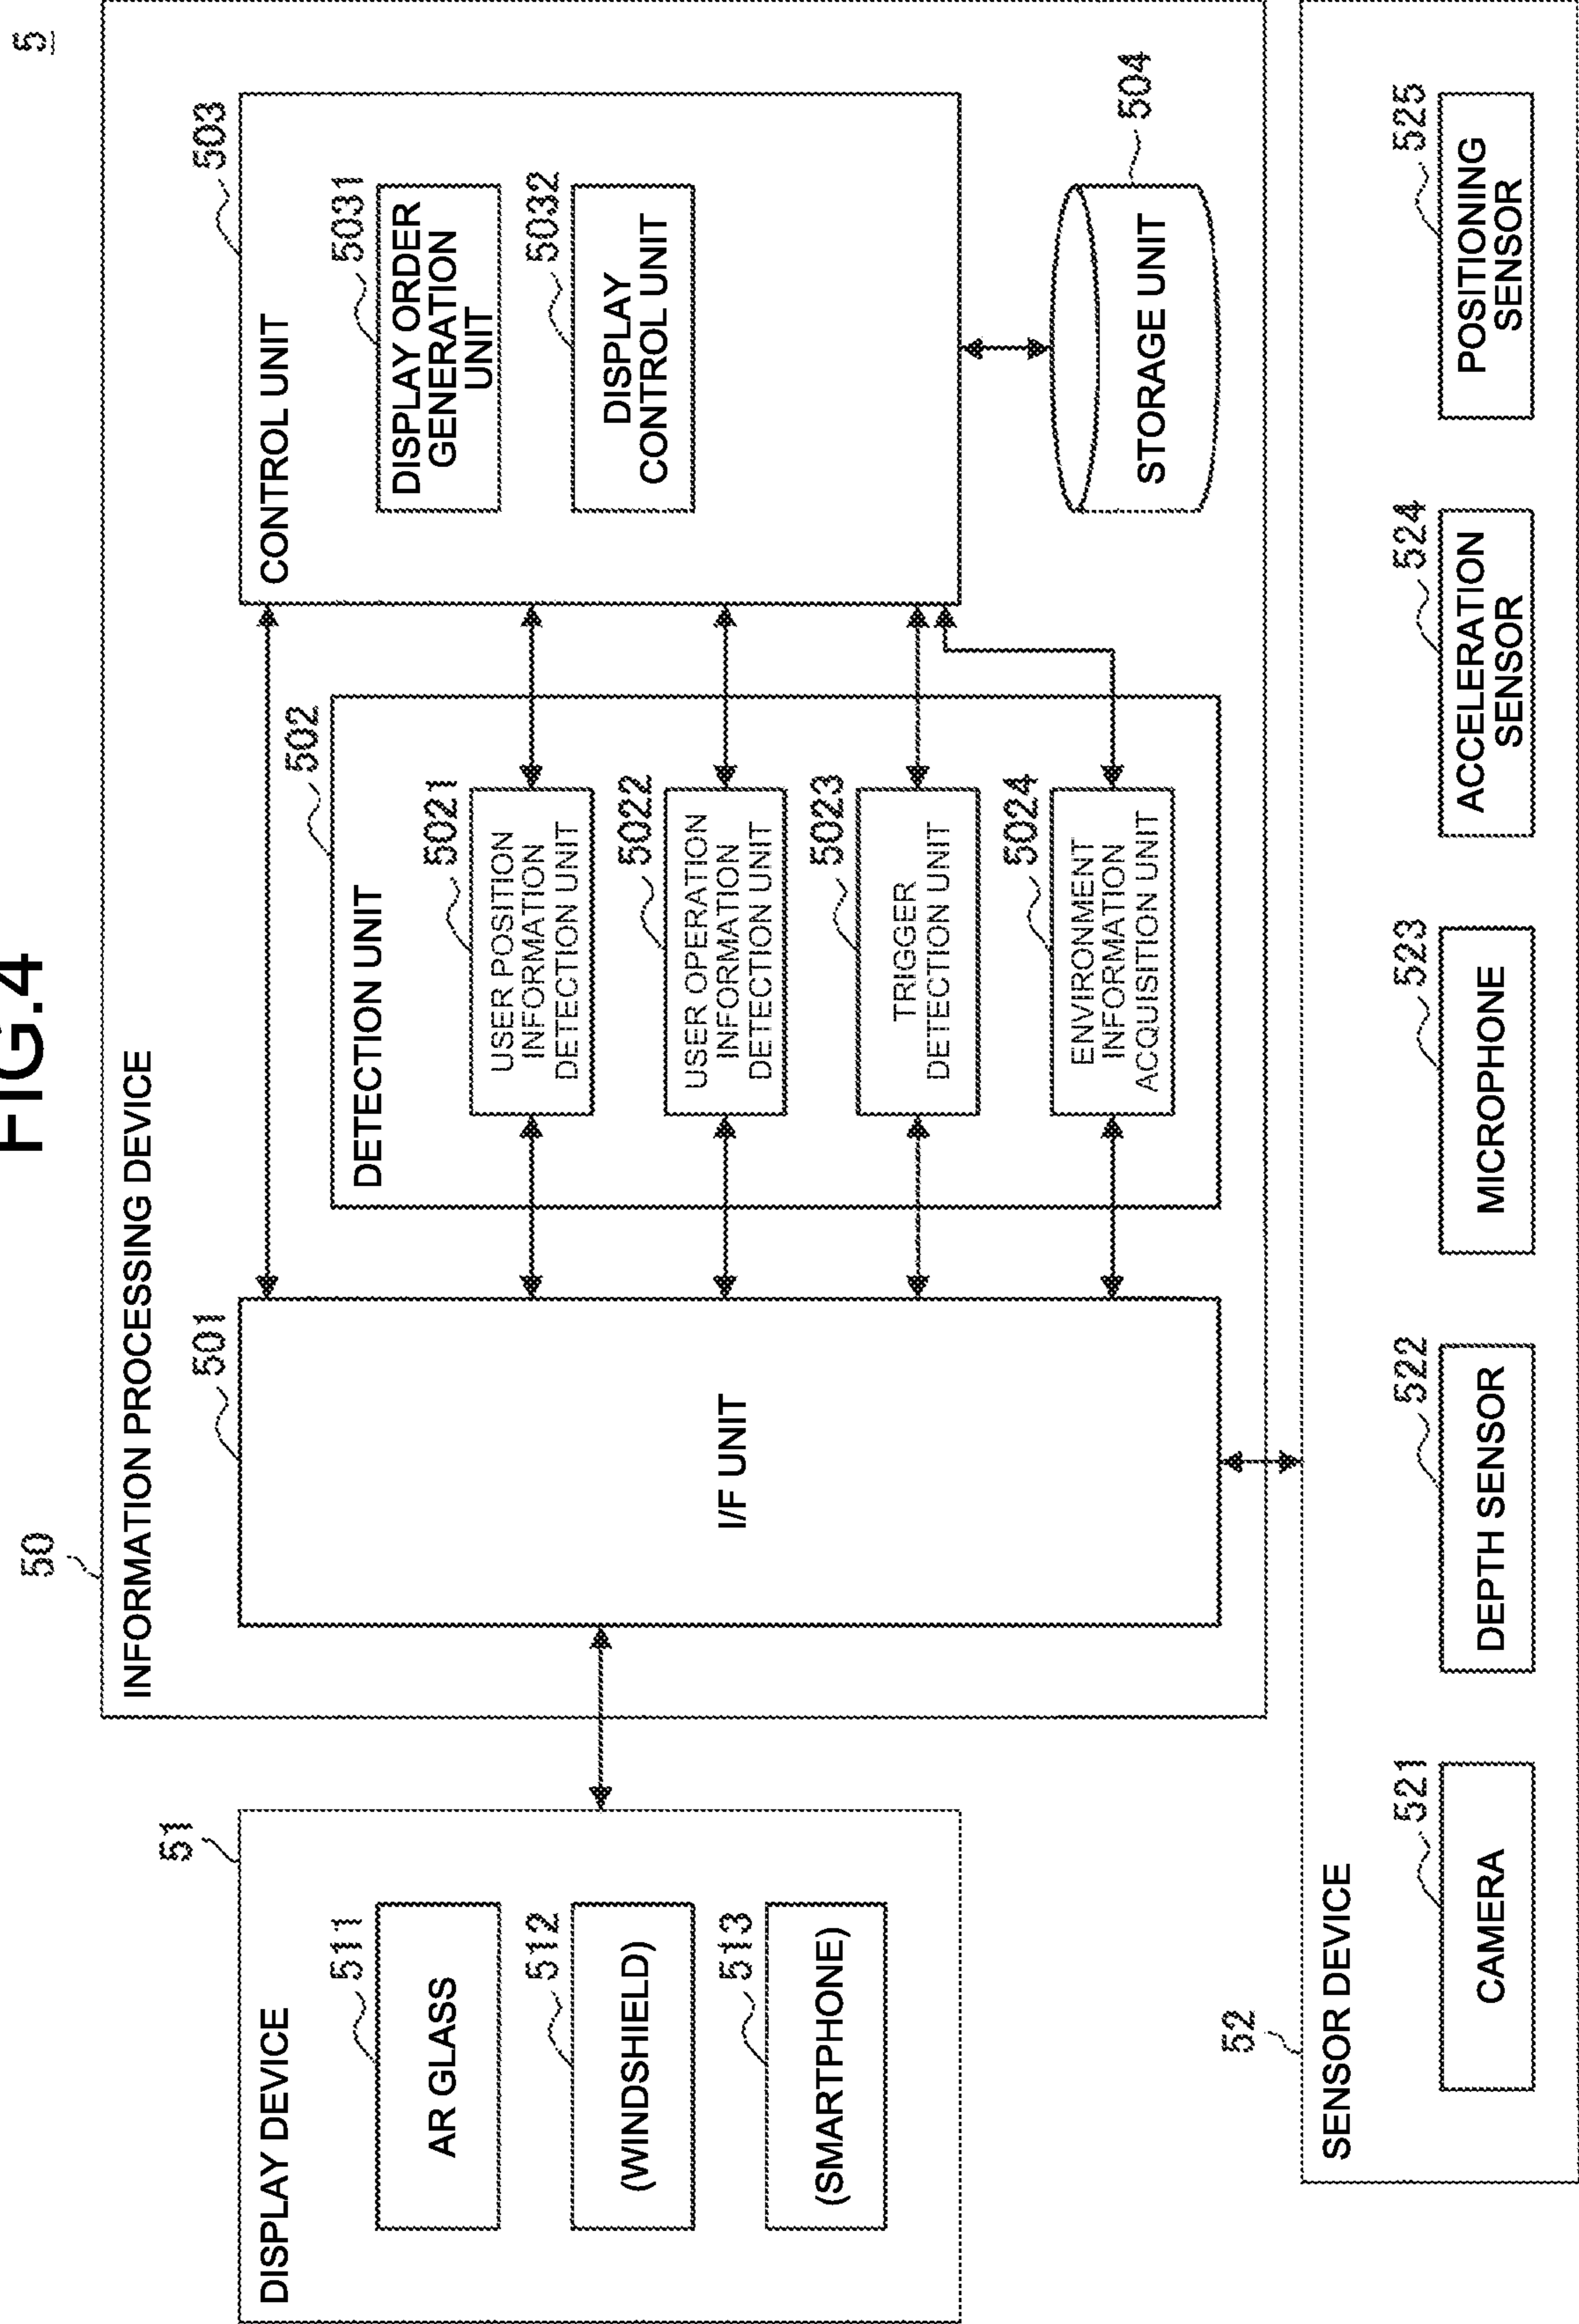 FIG.4
5
50
INFORMATION PROCESSING DEVICE
51
DISPLAY DEVICE
511
AR GLASS
512
(WINDSHIELD)
513
(SMARTPHONE)
501
I/F UNIT
502
DETECTION UNIT
5021
USER POSITION
INFORMATION
DETECTION UNIT
5022
USER OPERATION
INFORMATION
DETECTION UNIT
5023
TRIGGER
DETECTION UNIT
5024
ENVIRONMENT
INFORMATION
ACQUISITION UNIT
503
CONTROL UNIT
5031
DISPLAY ORDER
GENERATION
UNIT
5032
DISPLAY
CONTROL UNIT
504
STORAGE UNIT
52
SENSOR DEVICE
521
CAMERA
522
DEPTH SENSOR
523
MICROPHONE
524
ACCELERATION
SENSOR
525
POSITIONING
SENSOR